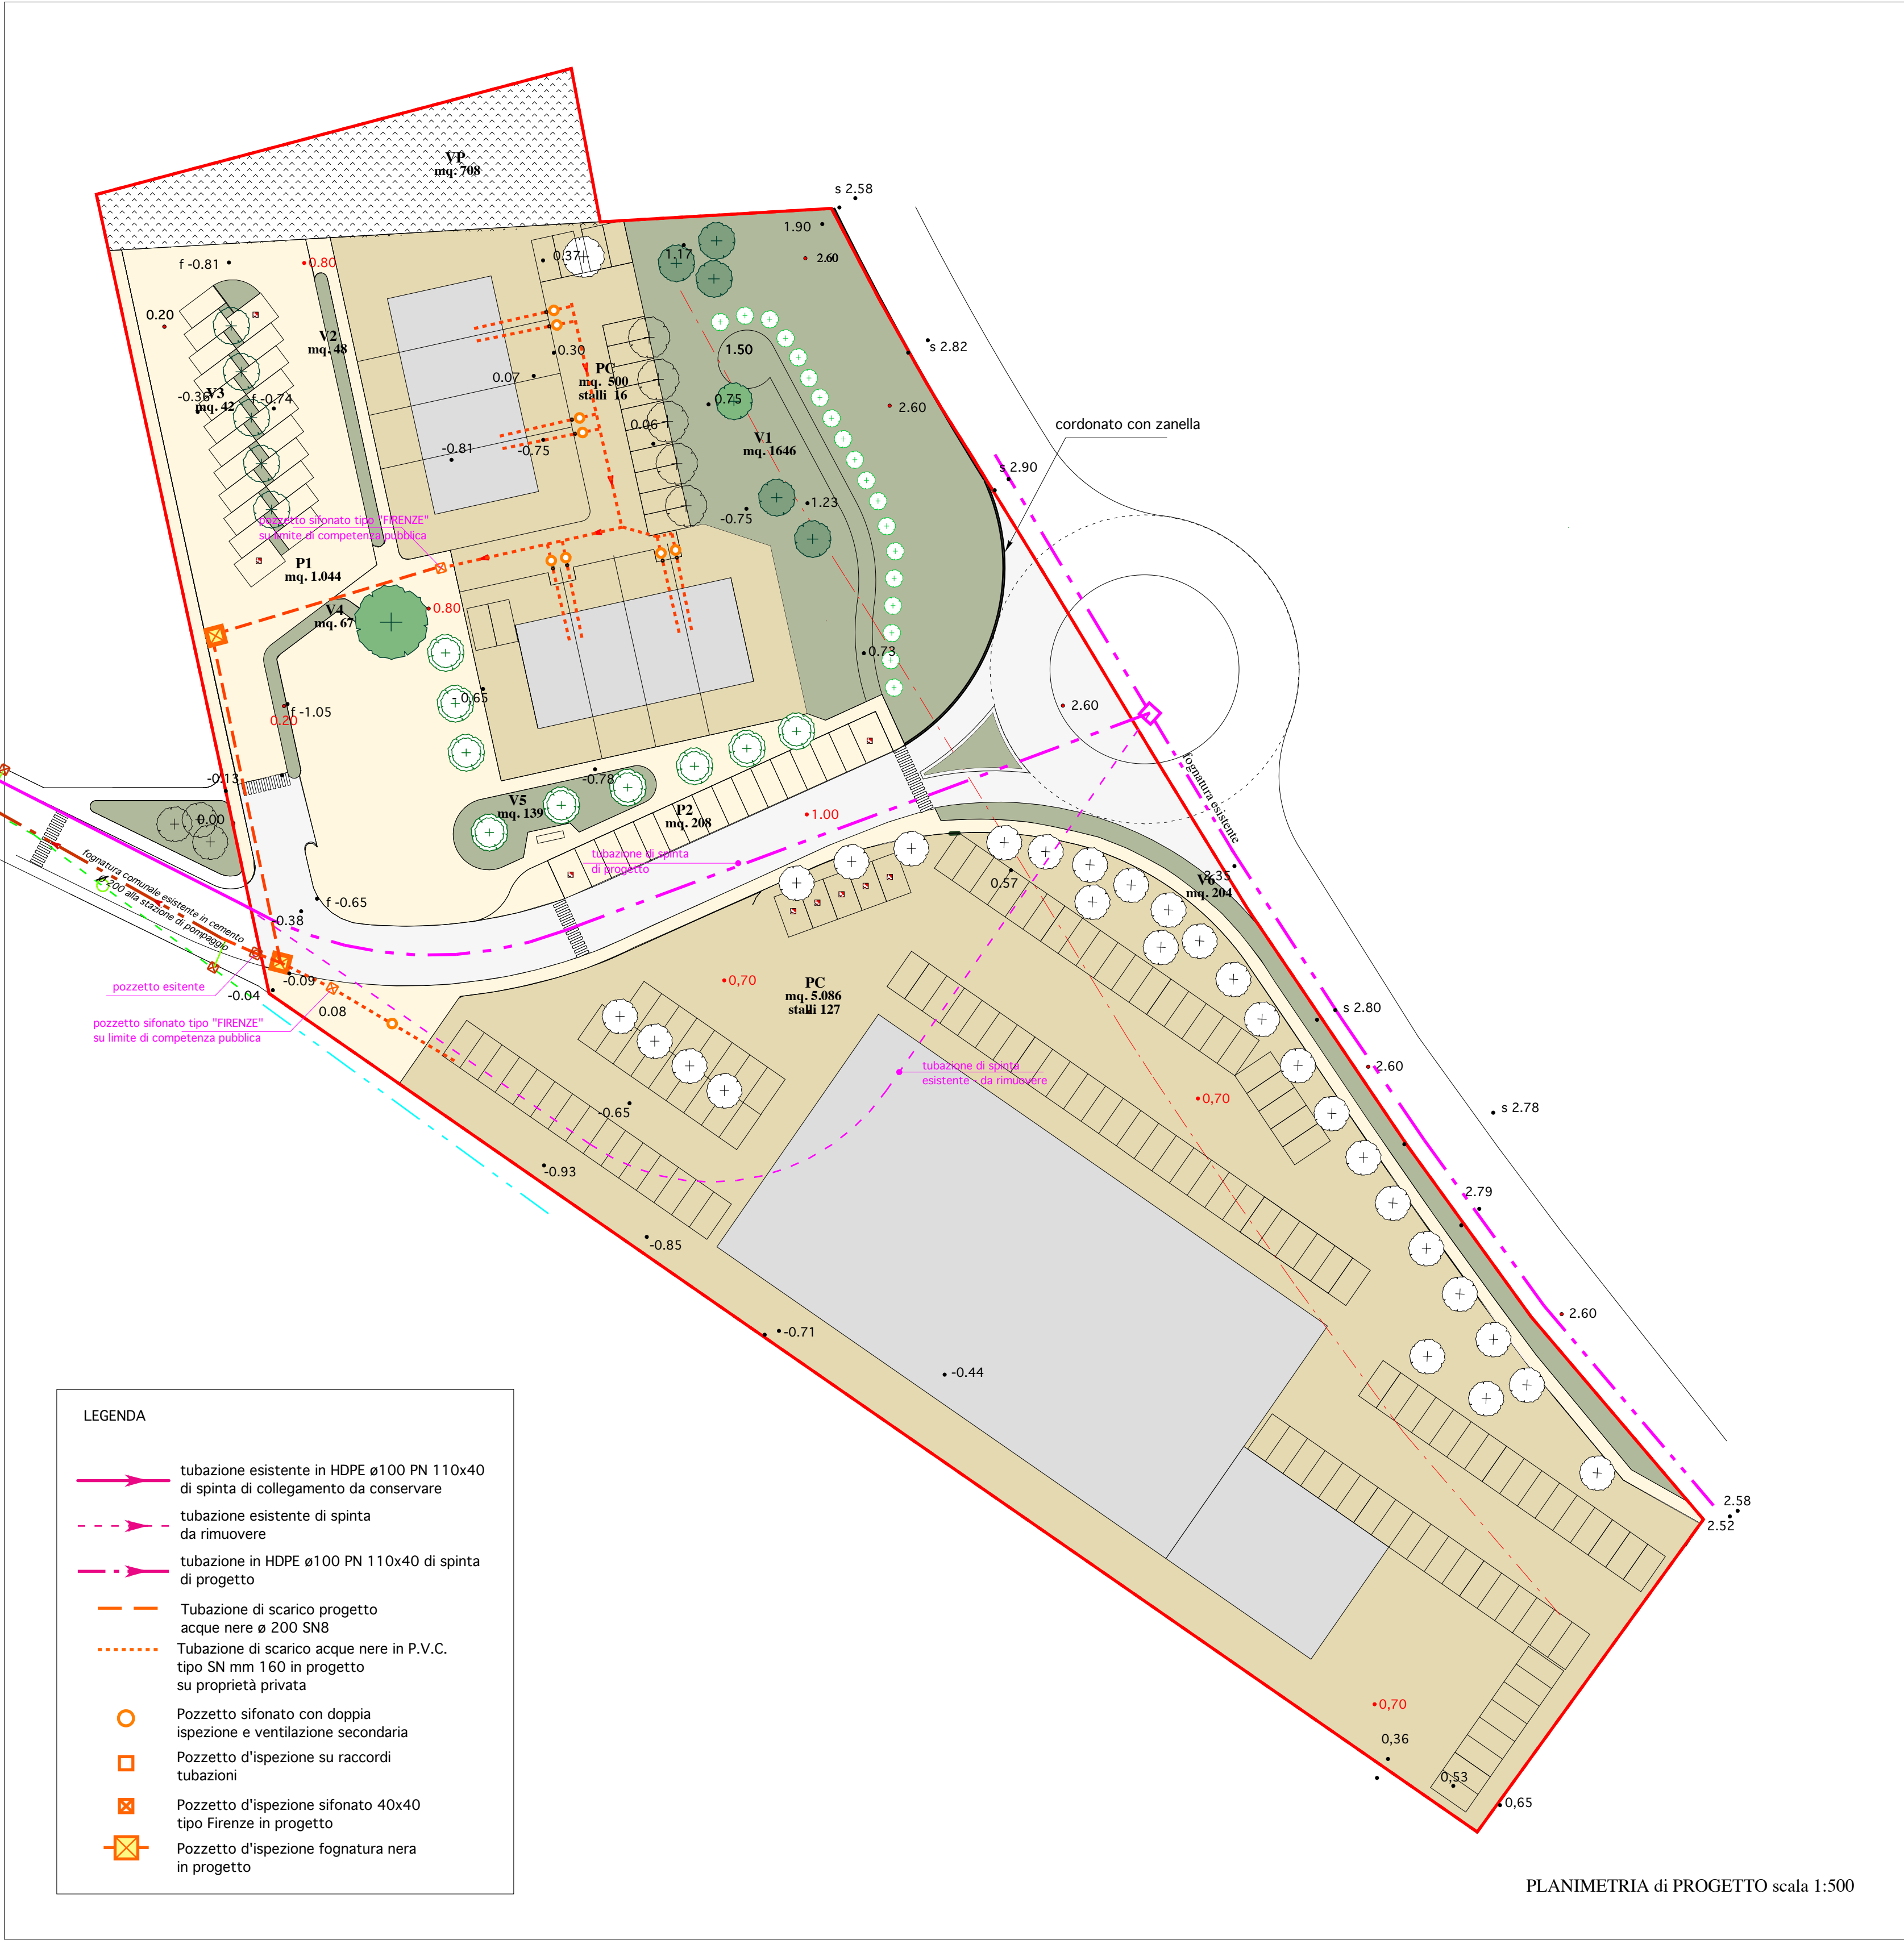 VP
mq. 708
s 2.58
1.90
2.60
1.17
0.37
f -0.81
0.80
0.20
V2
mq. 48
s 2.82
1.50
0.30
PC
mq. 500
stalli 16
0.07
V3
mq. 42
-0.36
f -0.74
0.75
2.60
0.06
cordonato con zanella
V1
mq. 1646
-0.81
-0.75
s 2.90
1.23
-0.75
pozzetto sifonato tipo "FIRENZE"
su limite di competenza pubblica
P1
mq. 1.044
V4
mq. 67
0.80
0.73
- 0,65
f -1.05
0.20
2.60
fognatura esistente
-0.13
-0.78
V5
mq. 139
P2
mq. 208
1.00
0.00
tubazione di spinta
di progetto
fognatura comunale esistente in cemento
ø 200 alla stazione di pompaggio
0.57
2.35
V6
mq. 204
f -0.65
-0.38
-0.09
-0.04
pozzetto esitente
0.08
pozzetto sifonato tipo "FIRENZE"
su limite di competenza pubblica
0,70
PC
mq. 5.086
stalli 127
s 2.80
tubazione di spinta
esistente - da rimuovere
2.60
0,70
s 2.78
-0.65
-0.93
2.79
-0.85
2.60
-0.71
-0.44
2.58
2.52
0,70
0,36
0,53
0,65
LEGENDA
tubazione esistente in HDPE ø100 PN 110x40
di spinta di collegamento da conservare
tubazione esistente di spinta
da rimuovere
tubazione in HDPE ø100 PN 110x40 di spinta
di progetto
Tubazione di scarico progetto
acque nere ø 200 SN8
Tubazione di scarico acque nere in P.V.C.
tipo SN mm 160 in progetto
su proprietà privata
Pozzetto sifonato con doppia
ispezione e ventilazione secondaria
Pozzetto d'ispezione su raccordi
tubazioni
Pozzetto d'ispezione sifonato 40x40
tipo Firenze in progetto
Pozzetto d'ispezione fognatura nera
in progetto
PLANIMETRIA di PROGETTO scala 1:500